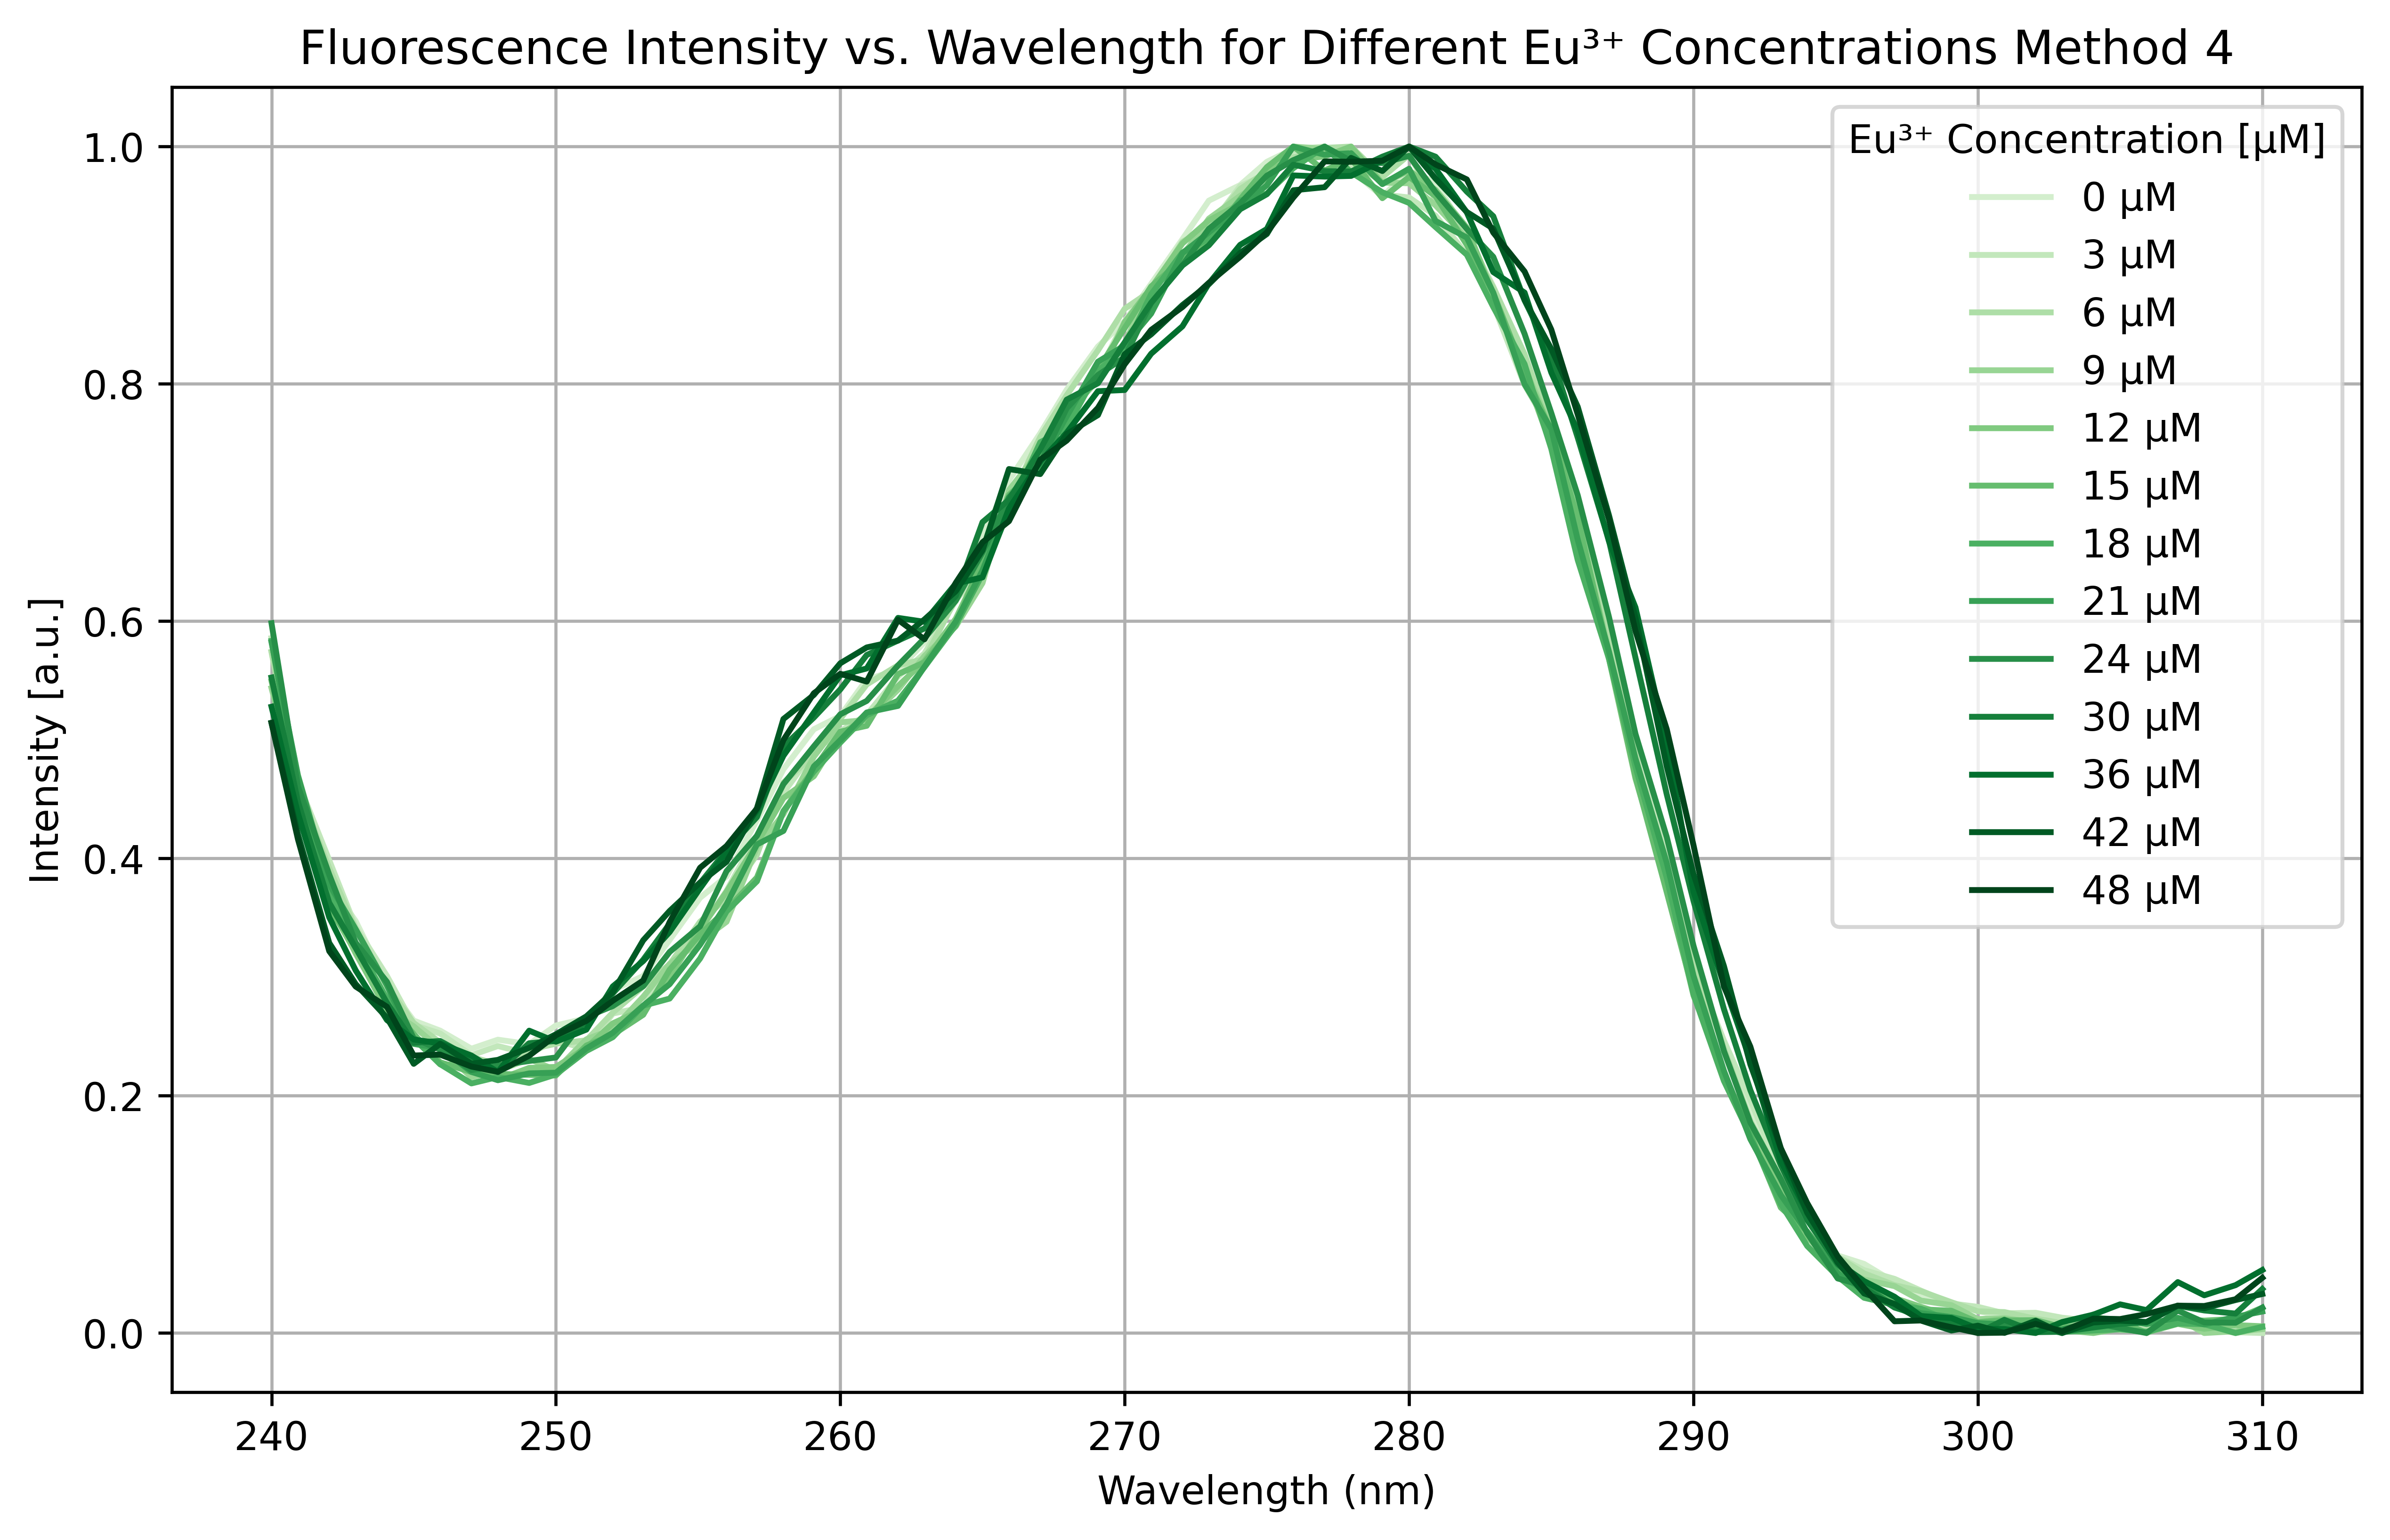 Fluorescence Intensity vs. Wavelength for Different Eu³⁺ Concentrations Method 4
Eu³⁺ Concentration [µM]
0 µM
3 µM
6 µM
9 µM
12 µM
15 µM
18 µM
21 µM
24 µM
30 µM
36 µM
42 µM
48 µM
Intensity [a.u.]
1.0
0.8
0.6
0.4
0.2
0.0
240 250 260 270 280 290 300 310
Wavelength (nm)